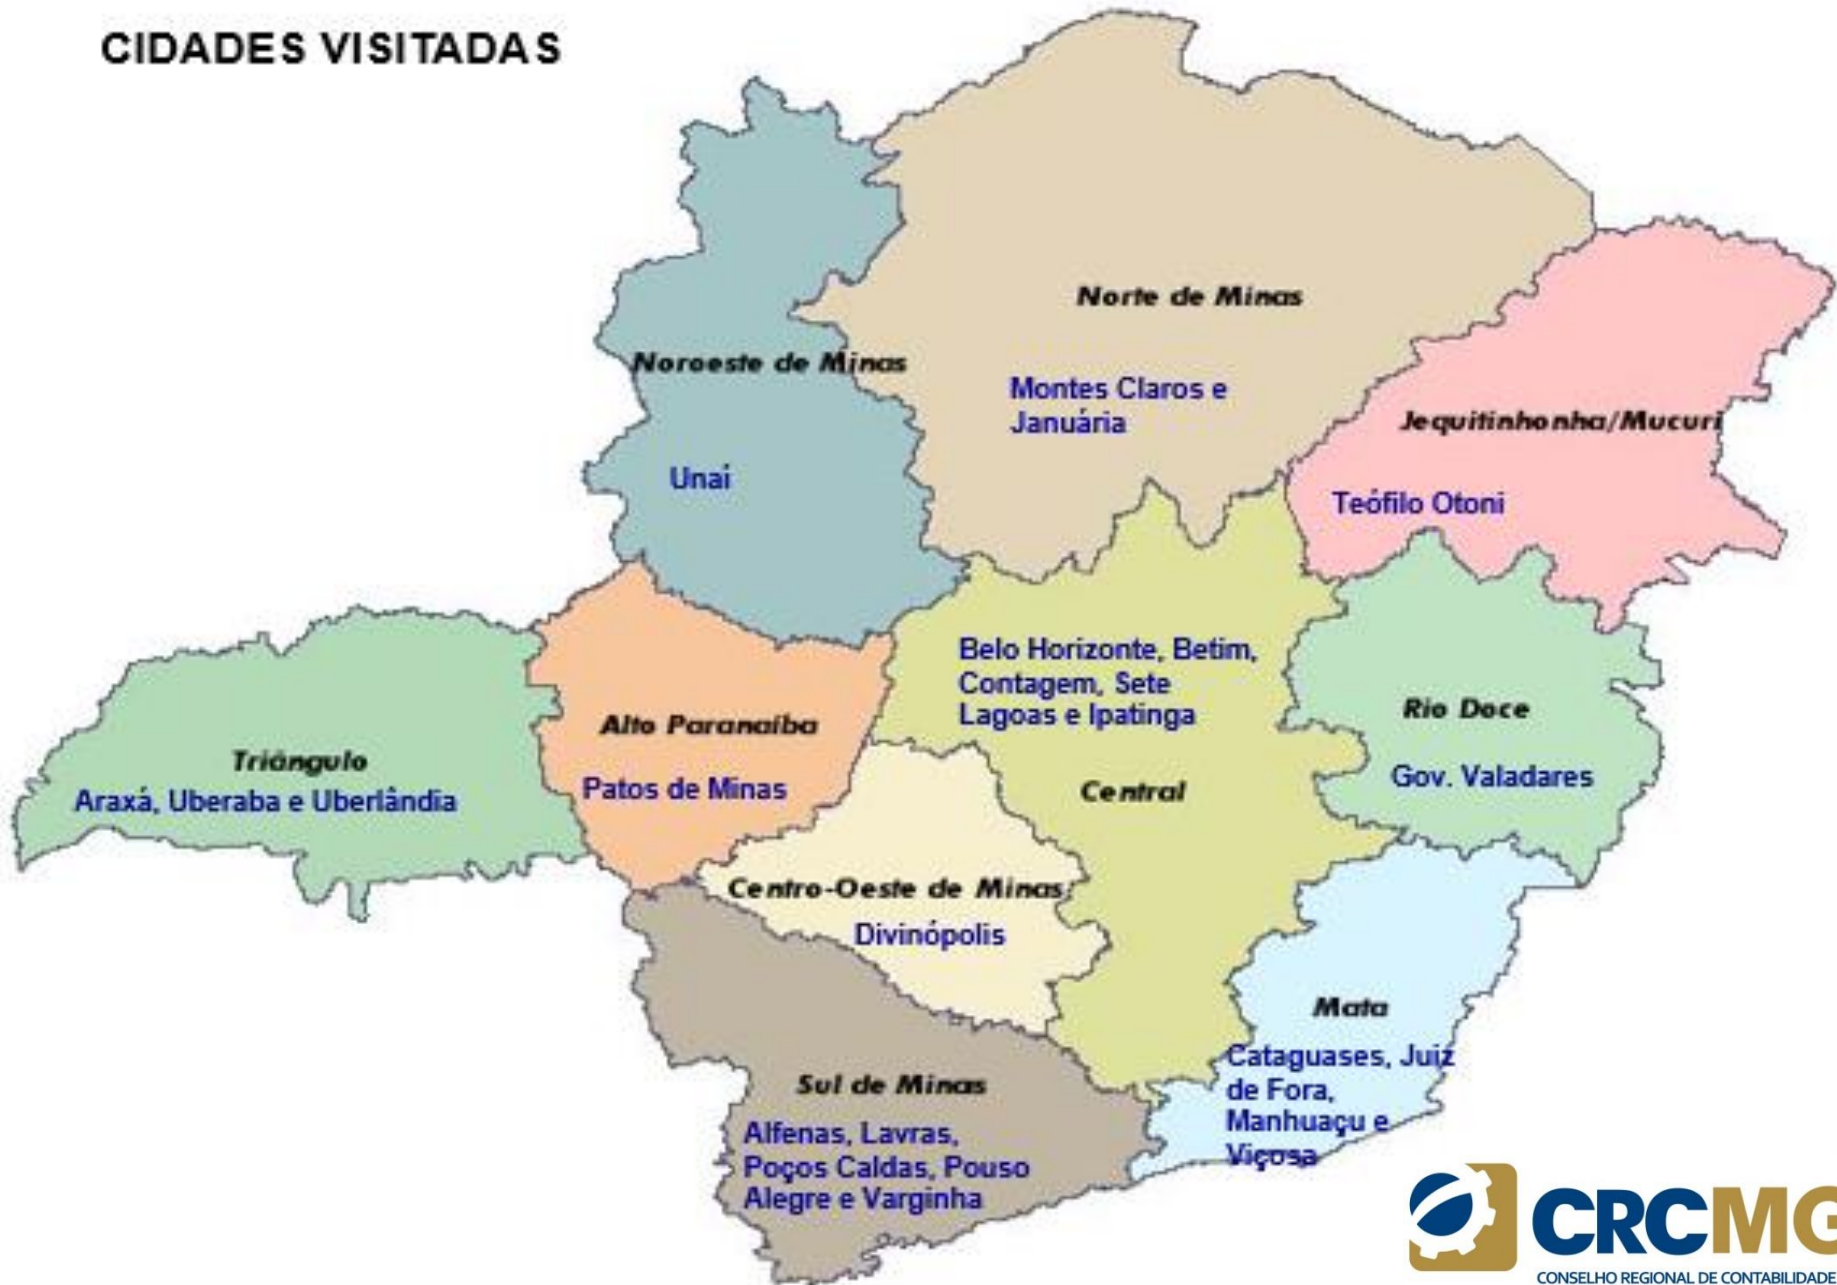 CIDADES VISITADAS
Norte de Minas
Montes Claros e
Januária
Noroeste de Minas
Unaí
Jequitinhonha/Mucuri
Teófilo Otoni
Belo Horizonte, Betim,
Contagem, Sete
Lagoas e Ipatinga
Central
Rio Doce
Gov. Valadares
Alto Paranaíba
Patos de Minas
Triângulo
Araxá, Uberaba e Uberlândia
Centro-Oeste de Minas
Divinópolis
Mata
Cataguases, Juiz
de Fora,
Manhuaçu e
Viçosa
Sul de Minas
Alfenas, Lavras,
Poços Caldas, Pouso
Alegre e Varginha
CRCMG
CONSELHO REGIONAL DE CONTABILIDADE